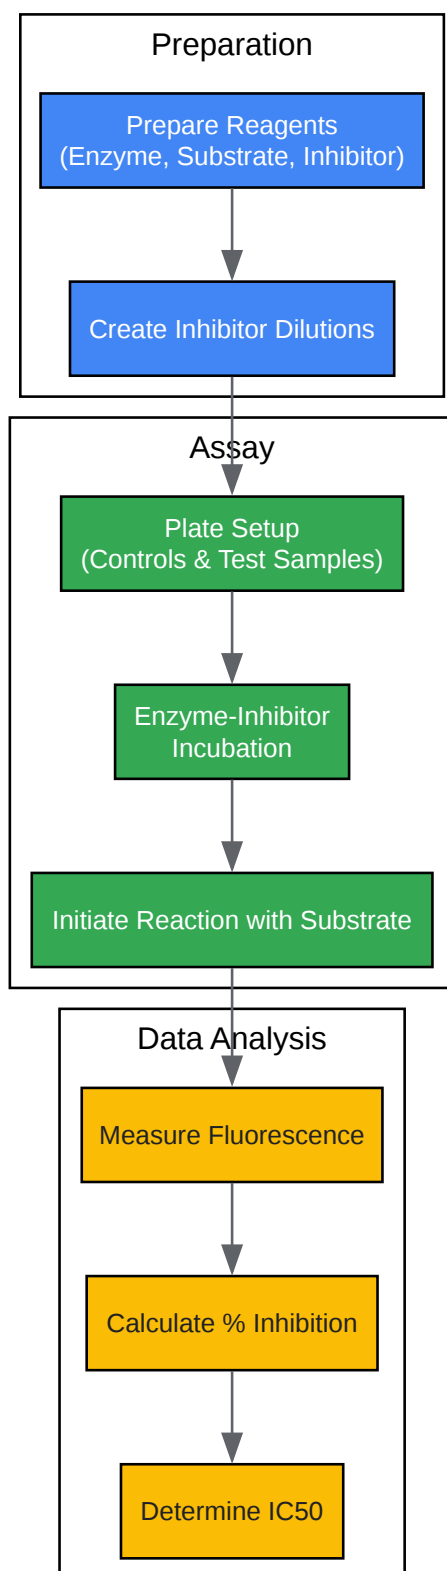 Preparation
Prepare Reagents
(Enzyme, Substrate, Inhibitor)
Create Inhibitor Dilutions
Assay
Plate Setup
(Controls & Test Samples)
Enzyme-Inhibitor
Incubation
Initiate Reaction with Substrate
Data Analysis
Measure Fluorescence
Calculate % Inhibition
Determine IC50